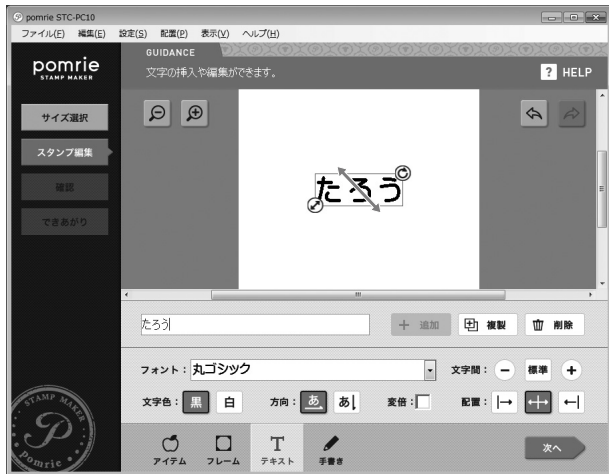 pomrie STC-PC10
ファイル(F) 編集(E) 設定(S) 配置(P) 表示(V) ヘルプ(H)
pomrie
STAMP MAKER
GUIDANCE
文字の挿入や編集ができます。
? HELP
サイズ選択
スタンプ編集
確認
できあがり
たろう
たろう
+ 追加 複製 削除
フォント: 丸ゴシック 文字間: − 標準 +
文字色: 黒 白 方向: あ あ 変倍: 配置:
STAMP MAKER
P
Pomrie
アイテム フレーム T テキスト 手書き
次へ